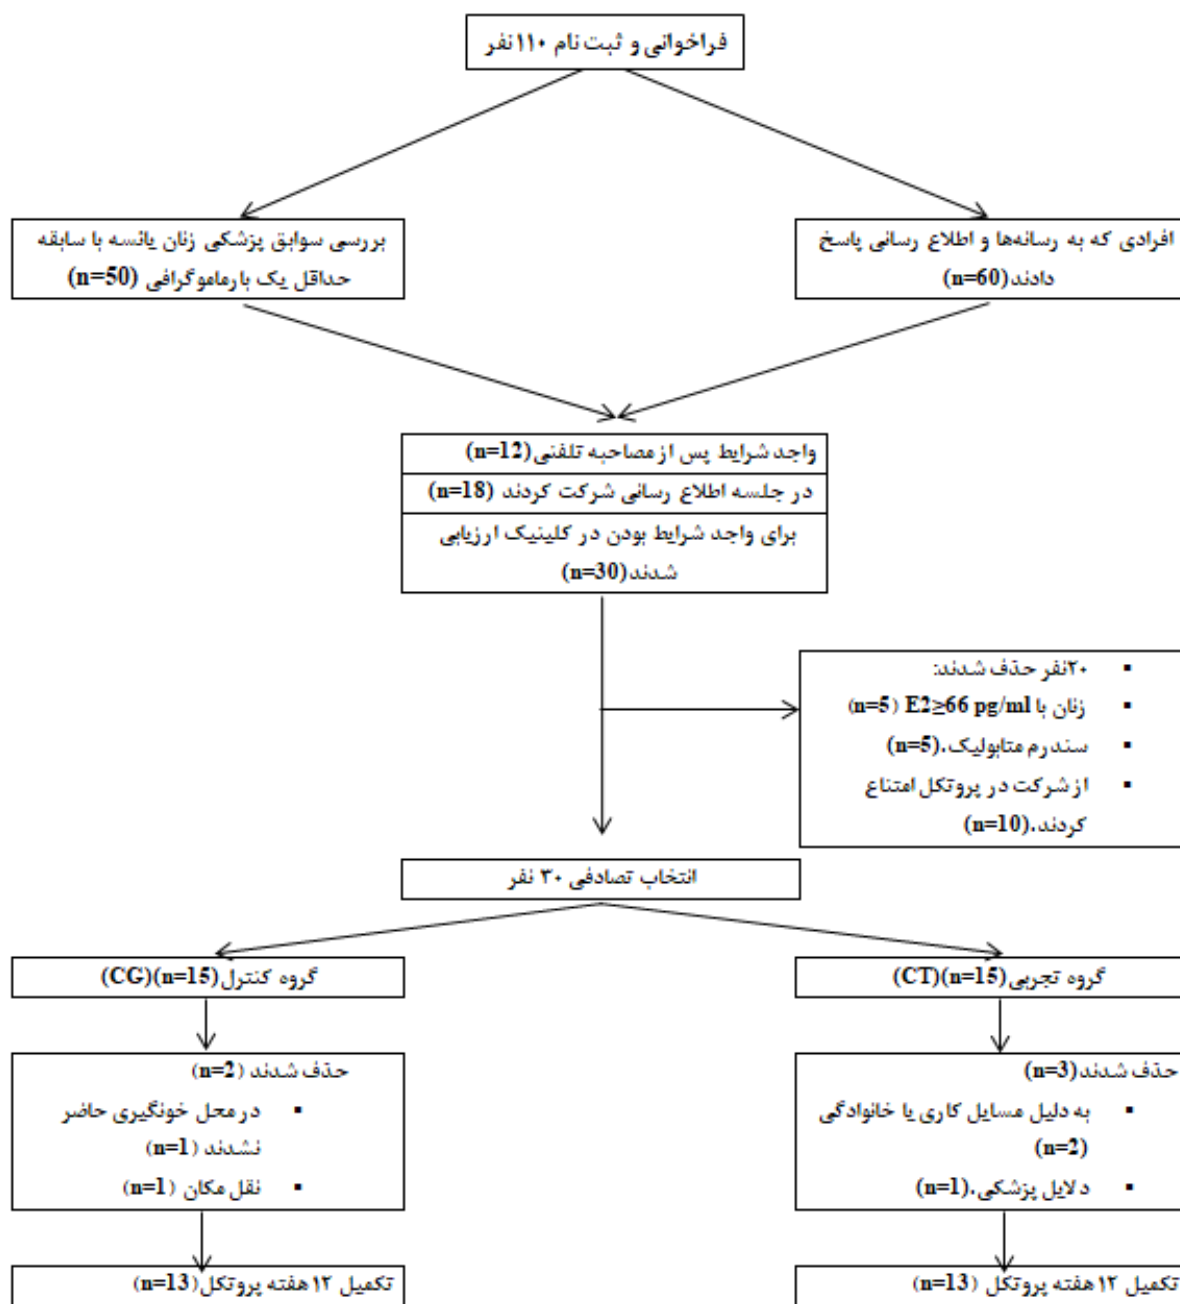 فراخوانی و ثبت نام ۱۱۰نفر
افرادی که به رسانه‌ها و اطلاع رسانی پاسخ
دادند(n=60)
بررسی سوابق پزشکی زنان یائسه با سابقه
حداقل یک بارماموگرافی (n=50)
واجد شرایط پس از مصاحبه تلفنی(n=12)
در جلسه اطلاع رسانی شرکت کردند (n=18)
برای واجد شرایط بودن در کلینیک ارزیابی
شدند(n=30)
▪ ۲۰نفر حذف شدند:
▪ زنان با E2≥66 pg/ml (n=5)
▪ سندرم متابولیک.(n=5)
▪ از شرکت در پروتکل امتناع
کردند.(n=10)
انتخاب تصادفی ۳۰ نفر
گروه تجربی(CT)(n=15)
گروه کنترل(CG)(n=15)
حذف شدند(n=3)
▪ به دلیل مسایل کاری یا خانوادگی
(n=2)
▪ دلایل پزشکی.(n=1)
حذف شدند (n=2)
▪ در محل خونگیری حاضر
نشدند (n=1)
▪ نقل مکان (n=1)
تکمیل ۱۲ هفته پروتکل (n=13)
تکمیل ۱۲ هفته پروتکل(n=13)